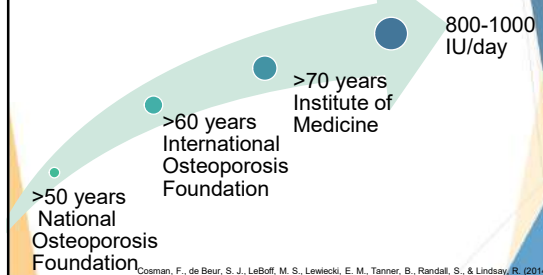 800-1000
IU/day
>70 years
Institute of
Medicine
>60 years
International
Osteoporosis
Foundation
>50 years
National
Osteoporosis
Foundation
Cosman, F., de Beur, S. J., LeBoff, M. S., Lewiecki, E. M., Tanner, B., Randall, S., & Lindsay, R. (2014